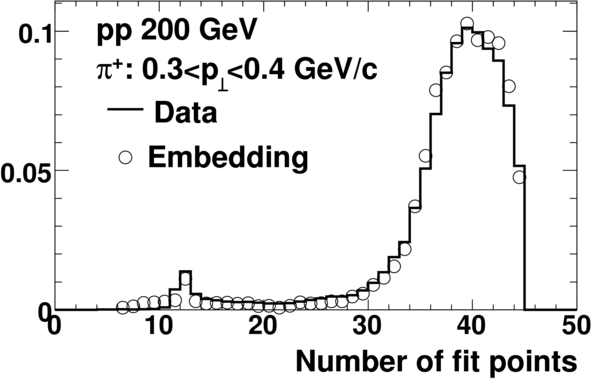 0.1
pp 200 GeV
π⁺: 0.3<p⊥<0.4 GeV/c
Data
Embedding
0.05
0
0 10 20 30 40 50
Number of fit points